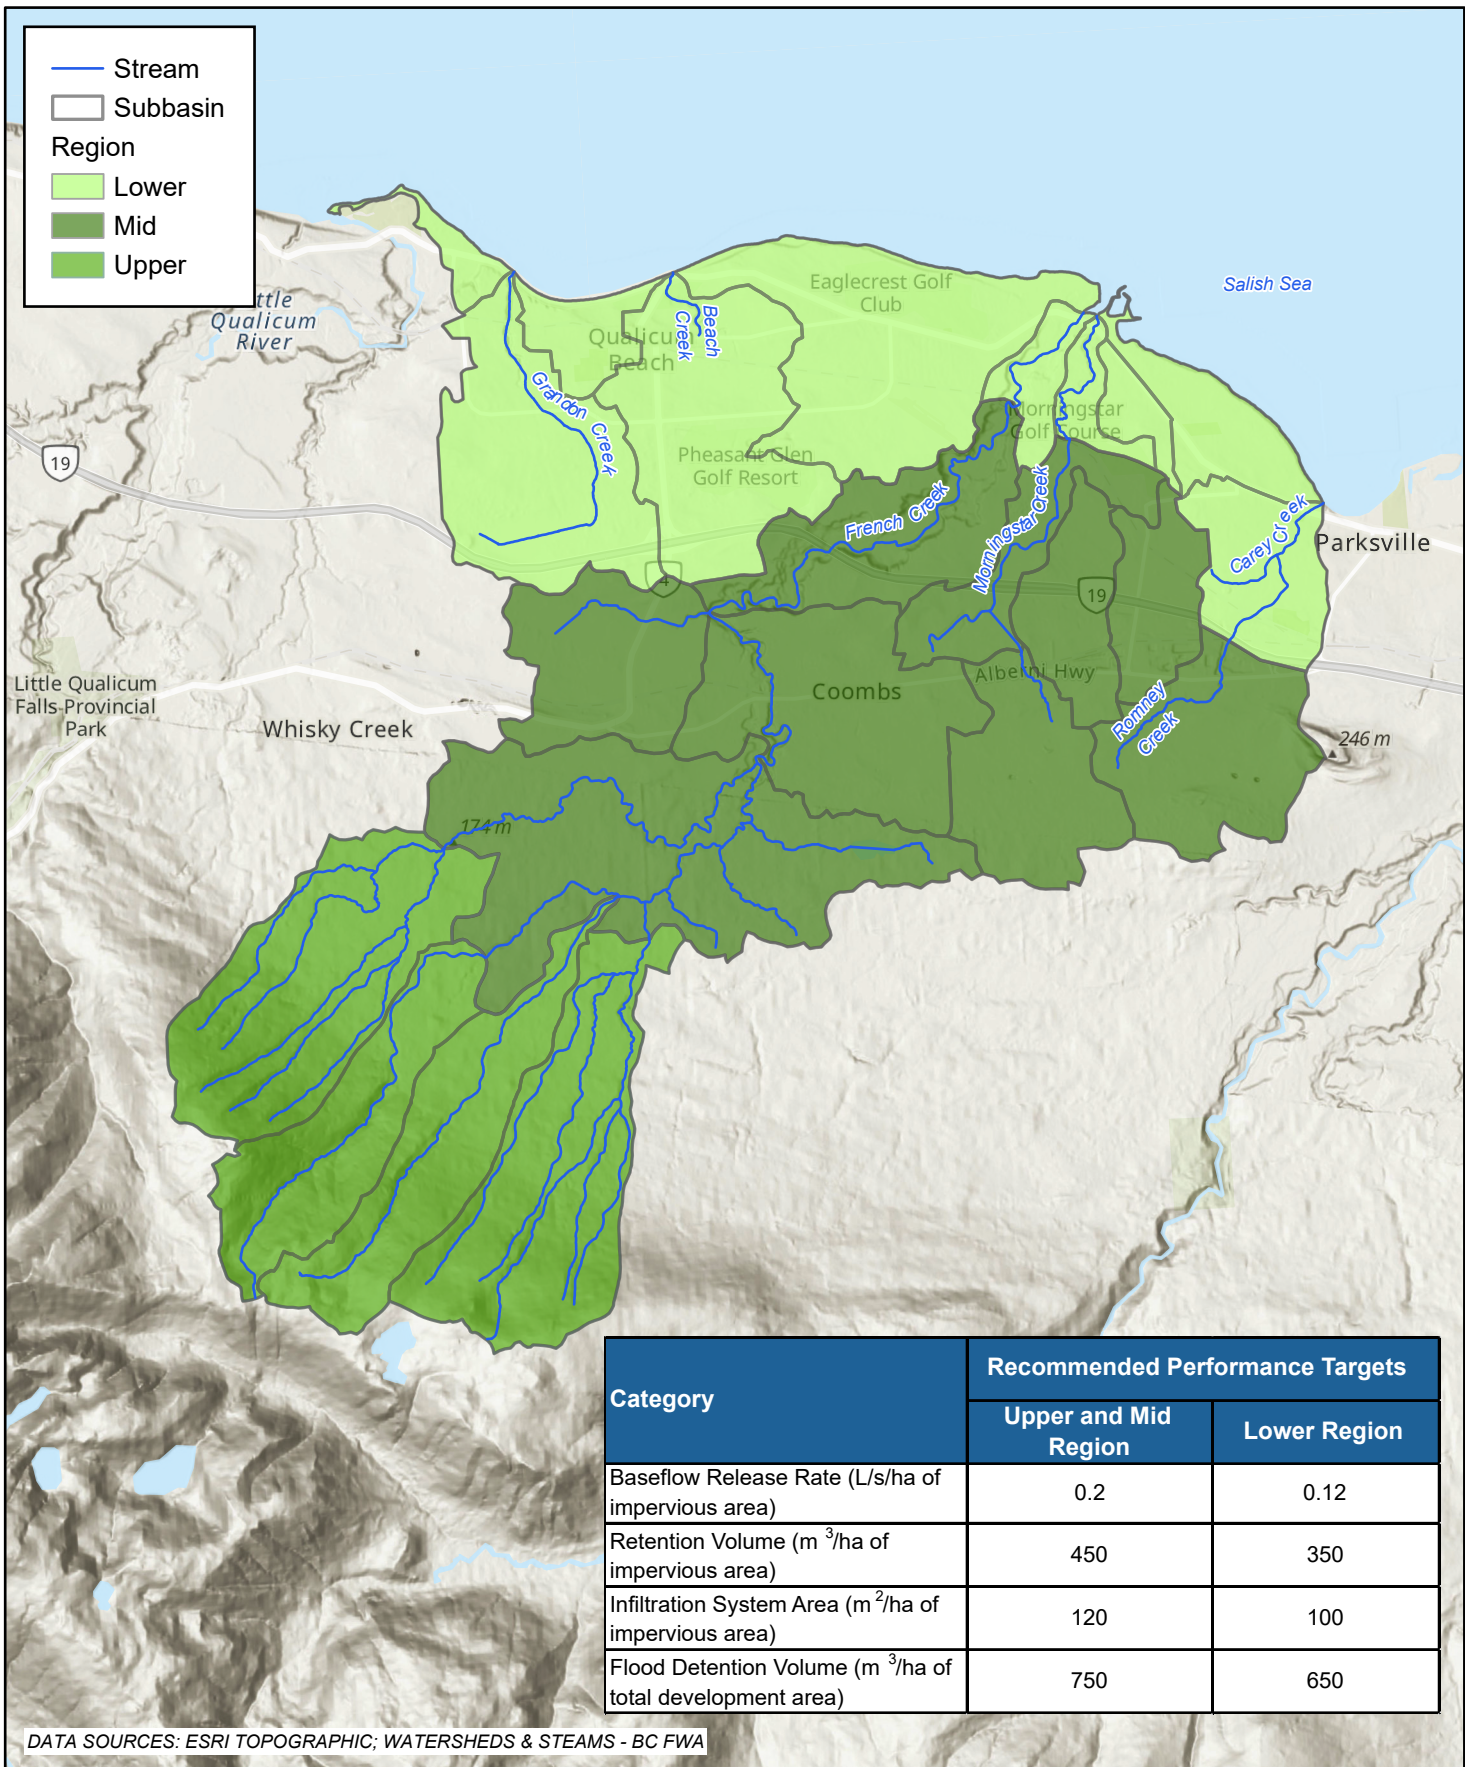 Stream
Subbasin
Region
Lower
Mid
Upper
Qualicum
River
Salish Sea
Eaglecrest Golf
Club
Beach
Creek
Qualicum
Beach
Grandon Creek
Morningstar
Golf Course
Pheasant Glen
Golf Resort
19
French Creek
Morningstar Creek
Carey Creek
Parksville
4
19
Little Qualicum
Falls Provincial
Park
Whisky Creek
Coombs
Alberni Hwy
Romney
Creek
246 m
174 m
Category
Recommended Performance Targets
Upper and Mid
Region
Lower Region
Baseflow Release Rate (L/s/ha of
impervious area)
0.2
0.12
Retention Volume (m ³/ha of
impervious area)
450
350
Infiltration System Area (m²/ha of
impervious area)
120
100
Flood Detention Volume (m ³/ha of
total development area)
750
650
DATA SOURCES: ESRI TOPOGRAPHIC; WATERSHEDS & STEAMS - BC FWA